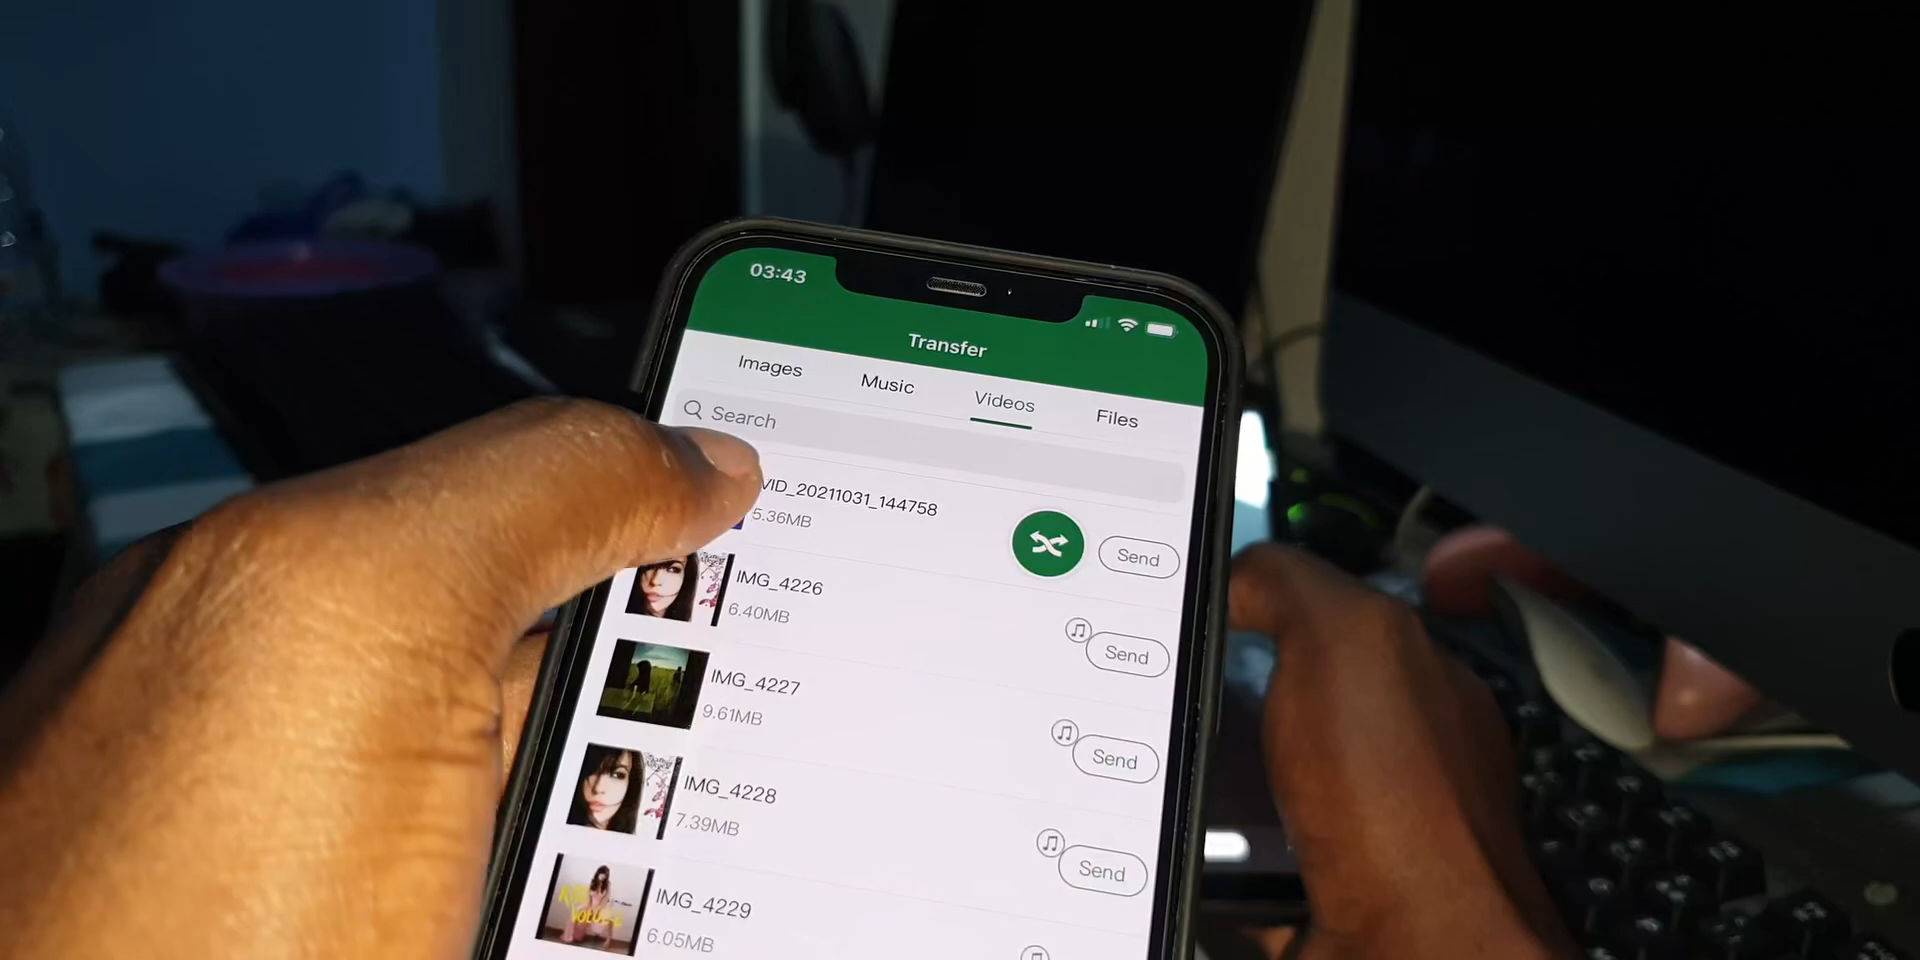 03:43
Transfer
Images Music Videos Files
Search
VID_20211031_144758
5.36MB
Send
IMG_4226
6.40MB
Send
IMG_4227
9.61MB
Send
IMG_4228
7.39MB
Send
IMG_4229
6.05MB